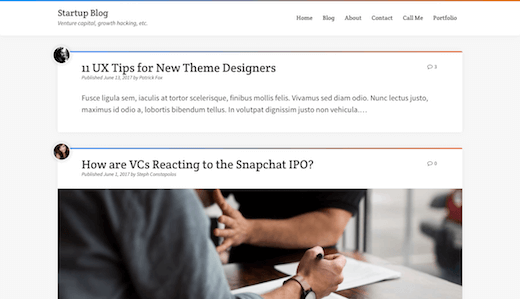 Startup Blog
Venture capital, growth hacking, etc.
Home Blog About Contact Call Me Portfolio
11 UX Tips for New Theme Designers
3
Published June 13, 2017 by Patrick Fox
Fusce ligula sem, iaculis at tortor scelerisque, finibus mollis felis. Vivamus sed diam odio. Nunc lectus justo,
maximus id odio a, lobortis bibendum tellus. In volutpat dignissim justo non vehicula.…
How are VCs Reacting to the Snapchat IPO?
0
Published June 1, 2017 by Steph